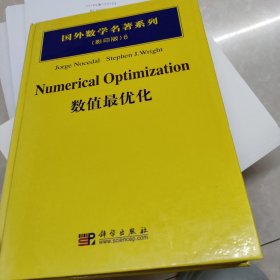 国外数学名著系列
(影印版)6
Jorge Nocedal Stephen J. Wright
Numerical Optimization
数值最优化
科学出版社
www.sciencep.com